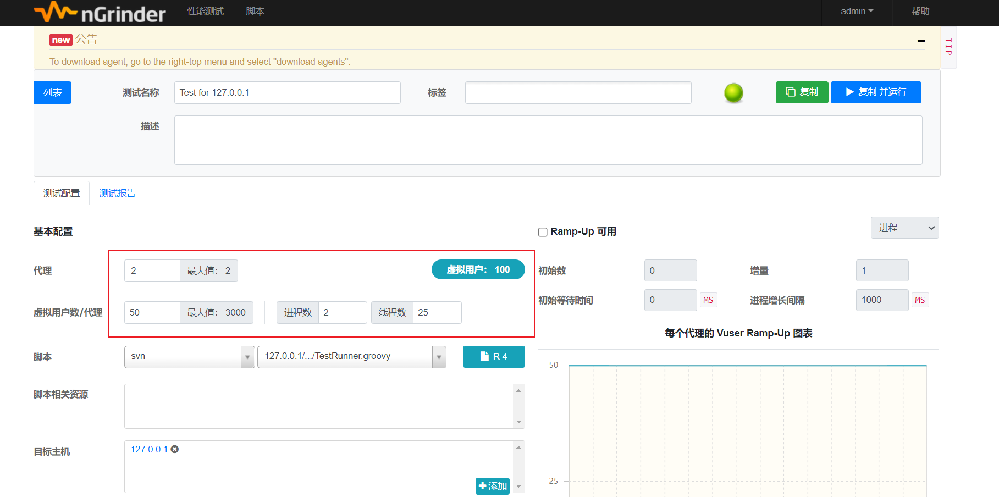 nGrinder 性能测试 脚本 admin 帮助
new 公告
To download agent, go to the right-top menu and select "download agents".
TIP
列表 测试名称 Test for 127.0.0.1 标签 复制 复制 并运行
描述
测试配置 测试报告
基本配置 Ramp-Up 可用 进程
代理 2 最大值： 2 虚拟用户： 100 初始数 0 增量 1
虚拟用户数/代理 50 最大值： 3000 进程数 2 线程数 25 初始等待时间 0 MS 进程增长间隔 1000 MS
每个代理的 Vuser Ramp-Up 图表
脚本 svn 127.0.0.1/.../TestRunner.groovy R 4
50
脚本相关资源
目标主机 127.0.0.1
添加
25